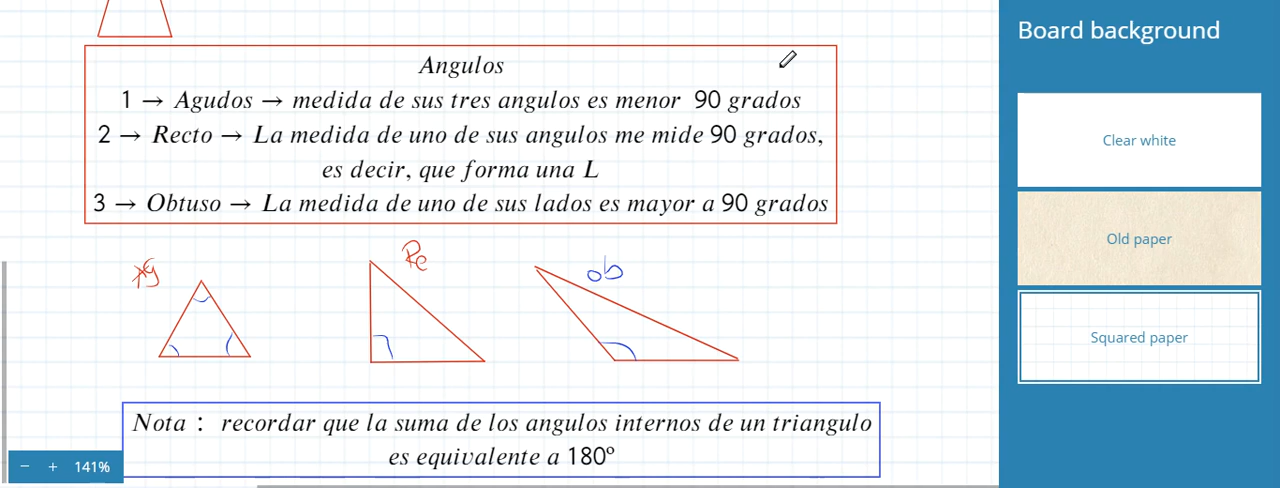 Angulos
1 → Agudos → medida de sus tres angulos es menor 90 grados
2 → Recto → La medida de uno de sus angulos me mide 90 grados,
es decir, que forma una L
3 → Obtuso → La medida de uno de sus lados es mayor a 90 grados
Ag
Re
ob
Nota : recordar que la suma de los angulos internos de un triangulo
es equivalente a 180º
− + 141%
Board background
Clear white
Old paper
Squared paper